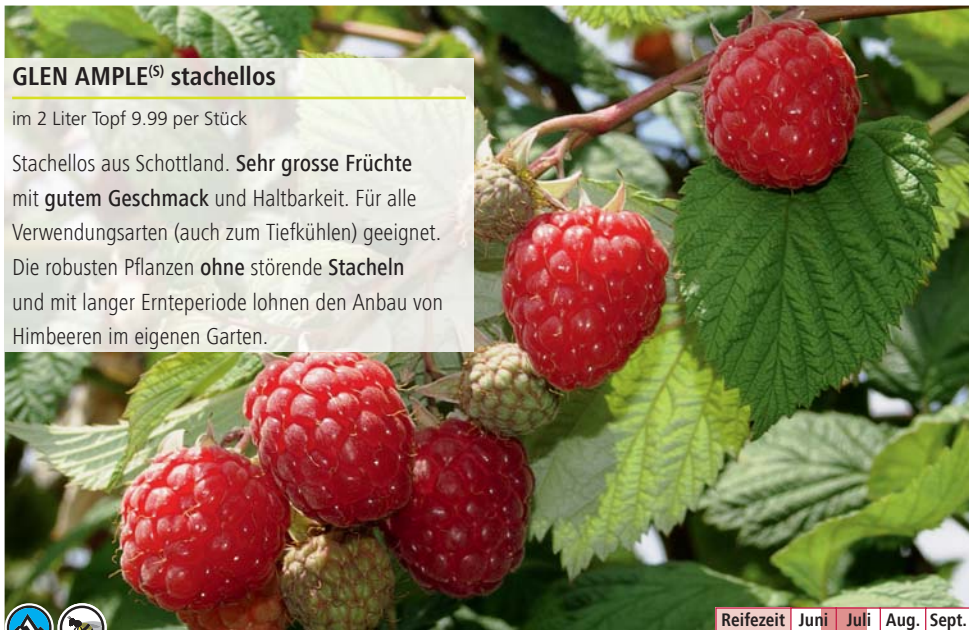 GLEN AMPLE(S) stachellos
im 2 Liter Topf 9.99 per Stück
Stachellos aus Schottland. Sehr grosse Früchte
mit gutem Geschmack und Haltbarkeit. Für alle
Verwendungsarten (auch zum Tiefkühlen) geeignet.
Die robusten Pflanzen ohne störende Stacheln
und mit langer Ernteperiode lohnen den Anbau von
Himbeeren im eigenen Garten.
Reifezeit Juni Juli Aug. Sept.